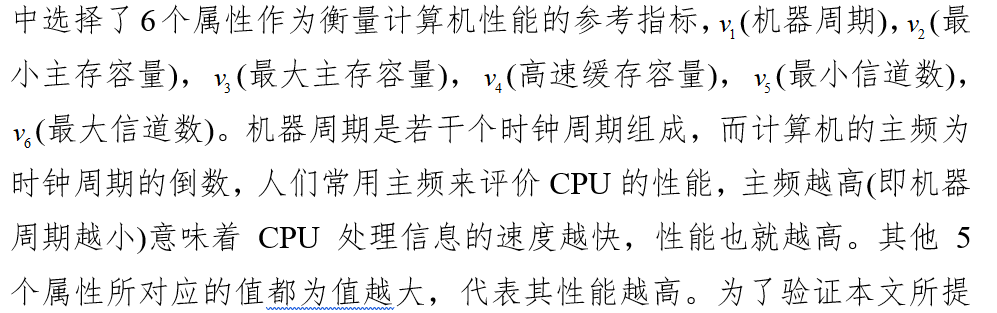 中选择了6个属性作为衡量计算机性能的参考指标，v₁(机器周期)，v₂(最
小主存容量)，v₃(最大主存容量)，v₄(高速缓存容量)，v₅(最小信道数)，
v₆(最大信道数)。机器周期是若干个时钟周期组成，而计算机的主频为
时钟周期的倒数，人们常用主频来评价 CPU 的性能，主频越高(即机器
周期越小)意味着 CPU 处理信息的速度越快，性能也就越高。其他 5
个属性所对应的值都为值越大，代表其性能越高。为了验证本文所提